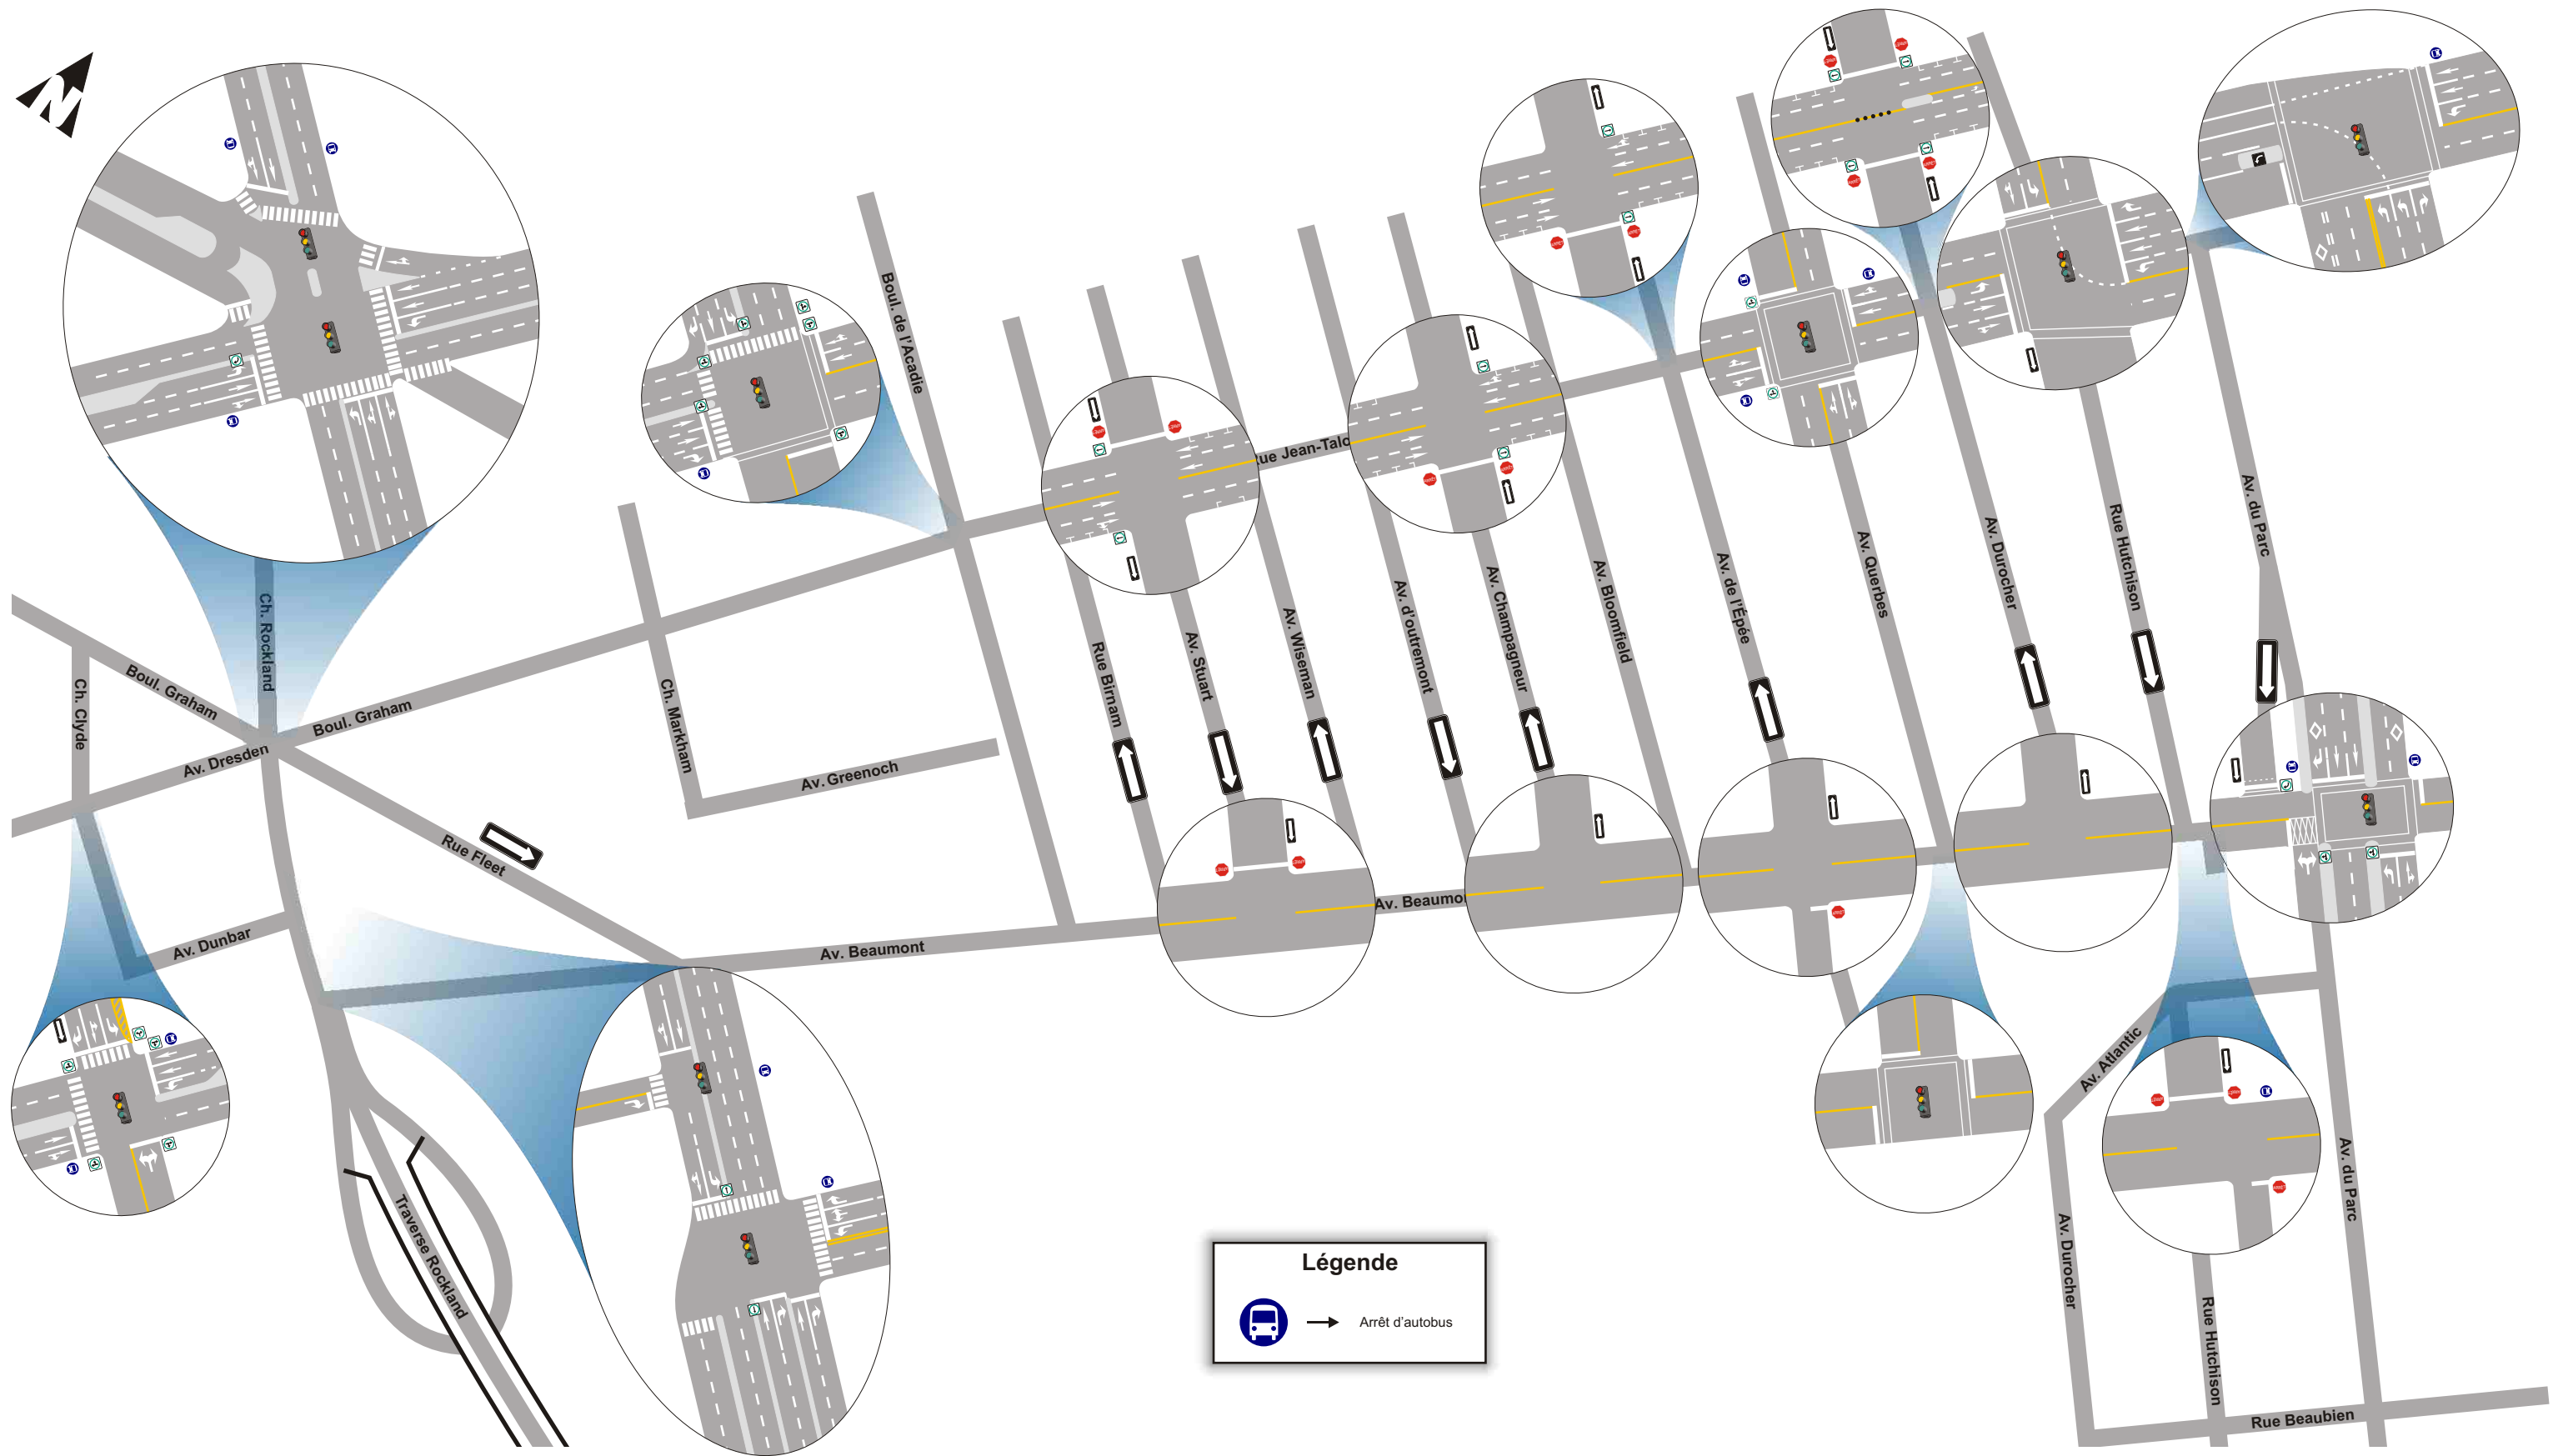 N
Boul. de l'Acadie
Rue Jean-Talo
Ch. Rockland
Ch. Clyde
Boul. Graham
Boul. Graham
Av. Dresden
Ch. Markham
Av. Greenoch
Rue Fleet
Av. Dunbar
Av. Beaumont
Rue Birnam
Av. Stuart
Av. Wiseman
Av. d'outremont
Av. Champagneur
Av. Bloomfield
Av. de l'Épée
Av. Querbes
Av. Durocher
Rue Hutchison
Av. du Parc
Av. Beaumo
Traverse Rockland
Av. Atlantic
Av. Durocher
Rue Hutchison
Av. du Parc
Rue Beaubien
Légende
Arrêt d'autobus